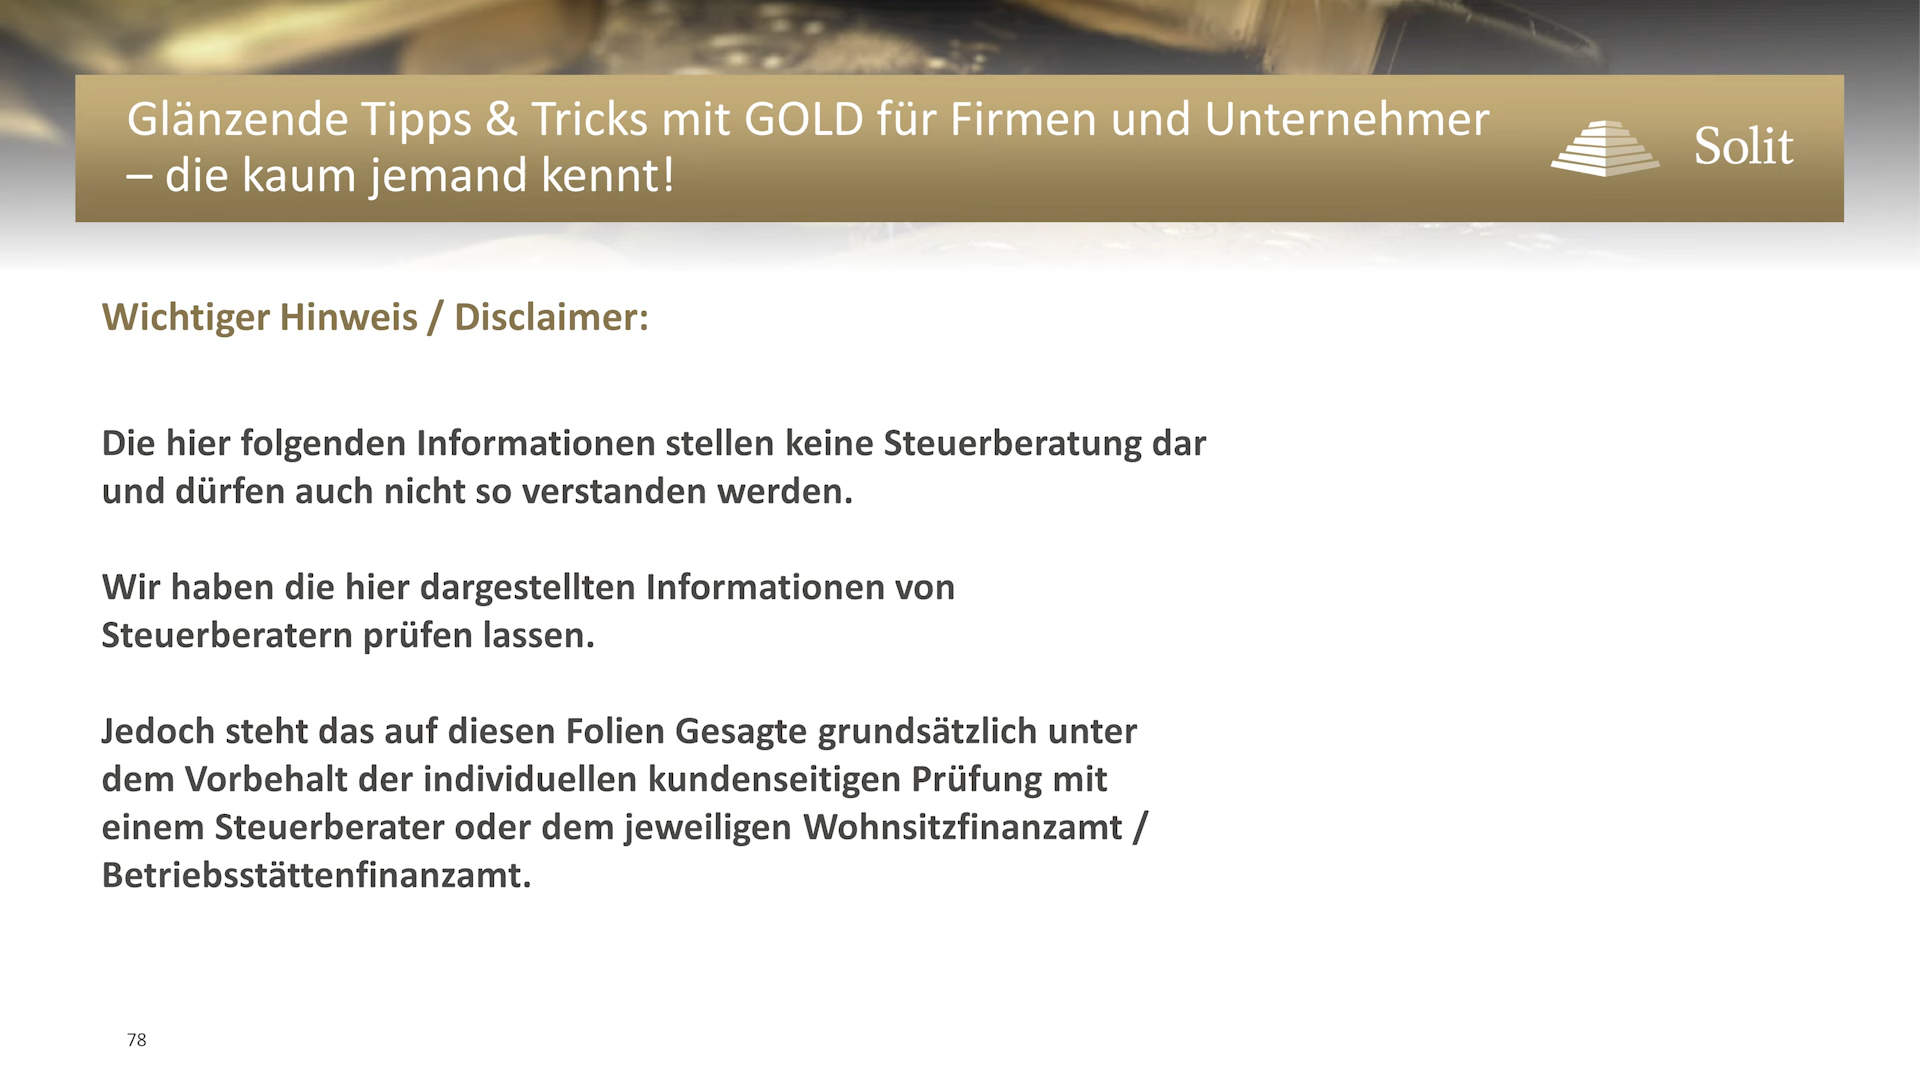 Glänzende Tipps & Tricks mit GOLD für Firmen und Unternehmer
– die kaum jemand kennt!
Solit
Wichtiger Hinweis / Disclaimer:
Die hier folgenden Informationen stellen keine Steuerberatung dar
und dürfen auch nicht so verstanden werden.
Wir haben die hier dargestellten Informationen von
Steuerberatern prüfen lassen.
Jedoch steht das auf diesen Folien Gesagte grundsätzlich unter
dem Vorbehalt der individuellen kundenseitigen Prüfung mit
einem Steuerberater oder dem jeweiligen Wohnsitzfinanzamt /
Betriebsstättenfinanzamt.
78